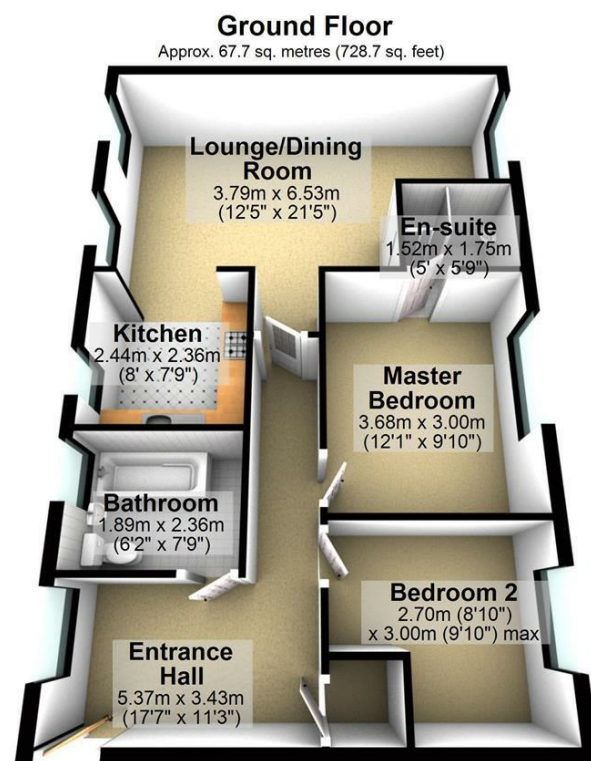 Ground Floor
Approx. 67.7 sq. metres (728.7 sq. feet)
Lounge/Dining
Room
3.79m x 6.53m
(12'5" x 21'5")
En-suite
1.52m x 1.75m
(5' x 5'9")
Kitchen
2.44m x 2.36m
(8' x 7'9")
Master
Bedroom
3.68m x 3.00m
(12'1" x 9'10")
Bathroom
1.89m x 2.36m
(6'2" x 7'9")
Bedroom 2
2.70m (8'10")
x 3.00m (9'10") max
Entrance
Hall
5.37m x 3.43m
(17'7" x 11'3")